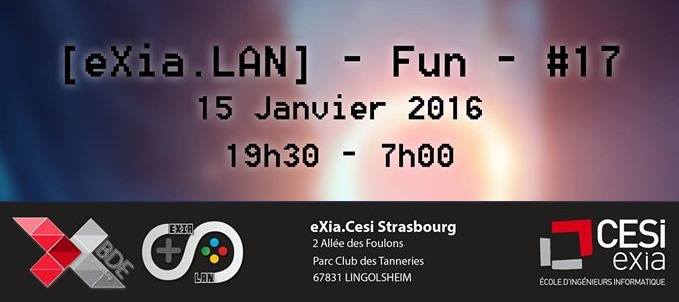 [eXia.LAN] - Fun - #17
15 Janvier 2016
19h30 - 7h00
BDE
EXIA
LAN
eXia.Cesi Strasbourg
2 Allée des Foulons
Parc Club des Tanneries
67831 LINGOLSHEIM
CESi
exia
ÉCOLE D'INGÉNIEURS INFORMATIQUE